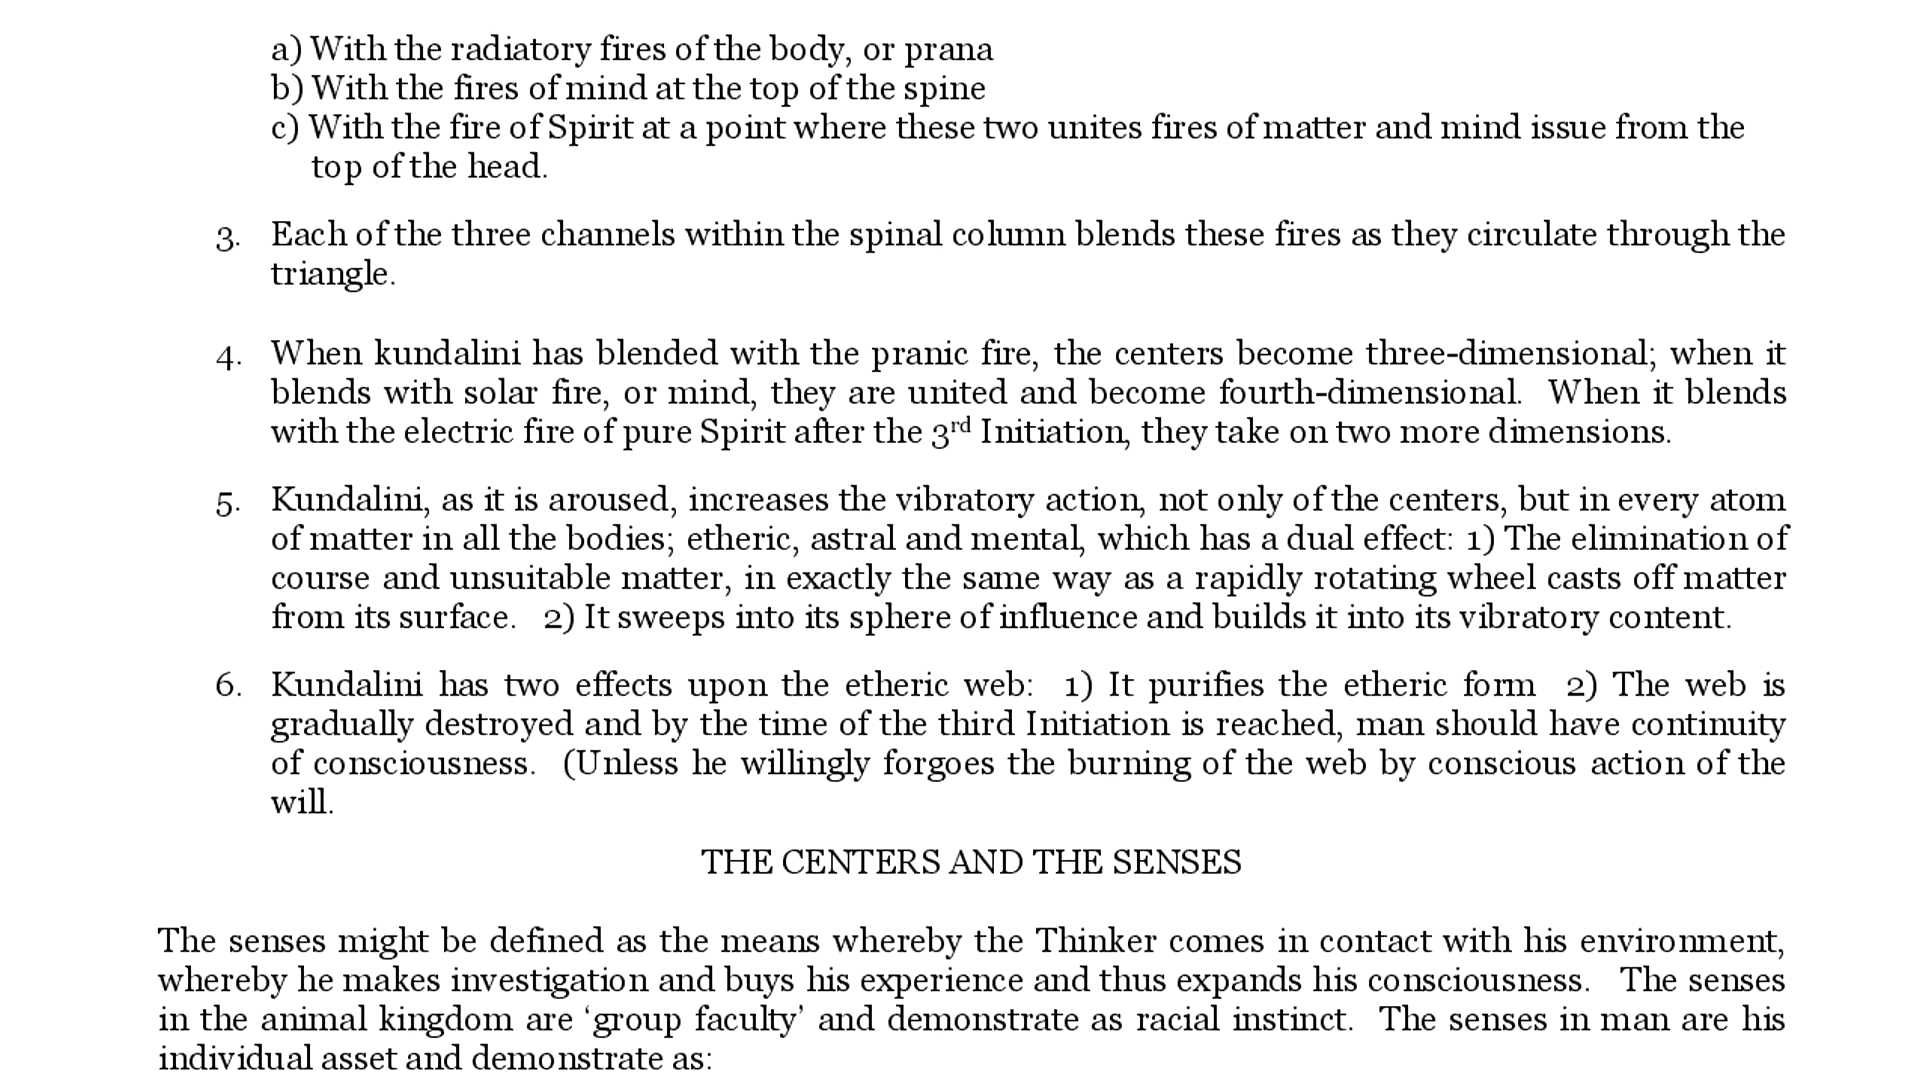 a) With the radiatory fires of the body, or prana
b) With the fires of mind at the top of the spine
c) With the fire of Spirit at a point where these two unites fires of matter and mind issue from the
top of the head.
3. Each of the three channels within the spinal column blends these fires as they circulate through the
triangle.
4. When kundalini has blended with the pranic fire, the centers become three-dimensional; when it
blends with solar fire, or mind, they are united and become fourth-dimensional. When it blends
with the electric fire of pure Spirit after the 3rd Initiation, they take on two more dimensions.
5. Kundalini, as it is aroused, increases the vibratory action, not only of the centers, but in every atom
of matter in all the bodies; etheric, astral and mental, which has a dual effect: 1) The elimination of
course and unsuitable matter, in exactly the same way as a rapidly rotating wheel casts off matter
from its surface. 2) It sweeps into its sphere of influence and builds it into its vibratory content.
6. Kundalini has two effects upon the etheric web: 1) It purifies the etheric form 2) The web is
gradually destroyed and by the time of the third Initiation is reached, man should have continuity
of consciousness. (Unless he willingly forgoes the burning of the web by conscious action of the
will.
THE CENTERS AND THE SENSES
The senses might be defined as the means whereby the Thinker comes in contact with his environment,
whereby he makes investigation and buys his experience and thus expands his consciousness. The senses
in the animal kingdom are ‘group faculty’ and demonstrate as racial instinct. The senses in man are his
individual asset and demonstrate as: